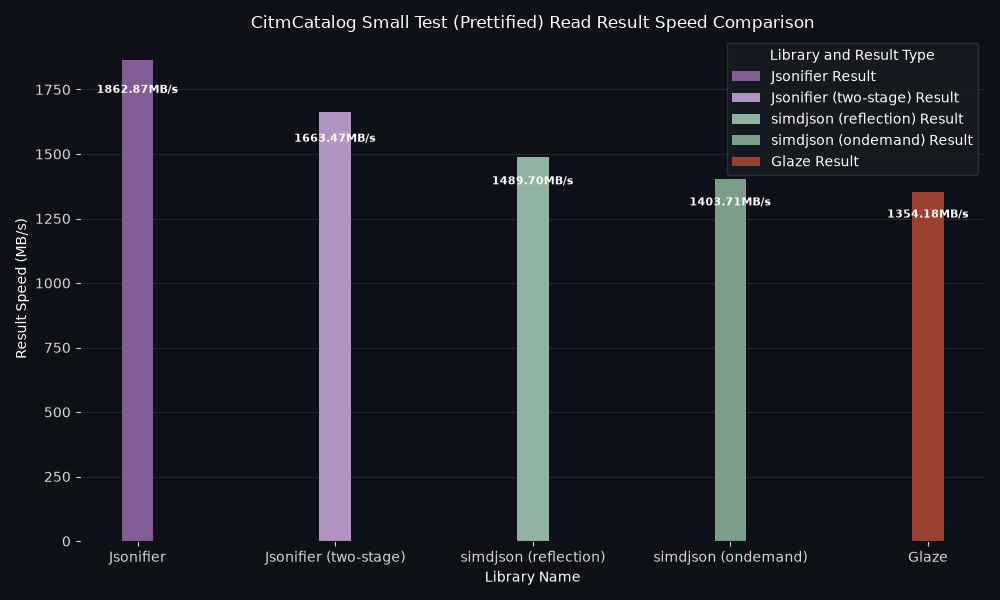 CitmCatalog Small Test (Prettified) Read Result Speed Comparison
Library and Result Type
Jsonifier Result
Jsonifier (two-stage) Result
simdjson (reflection) Result
simdjson (ondemand) Result
Glaze Result
Result Speed (MB/s)
1750
1500
1250
1000
750
500
250
0
1862.87MB/s
1663.47MB/s
1489.70MB/s
1403.71MB/s
1354.18MB/s
Jsonifier
Jsonifier (two-stage)
simdjson (reflection)
simdjson (ondemand)
Glaze
Library Name